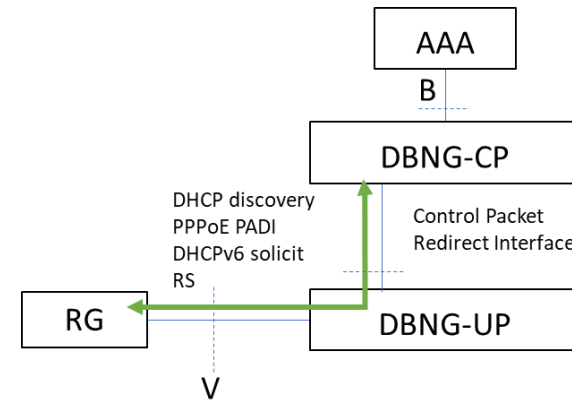 AAA
B
DBNG-CP
DHCP discovery
PPPoE PADI
DHCPv6 solicit
RS
Control Packet
Redirect Interface
RG
DBNG-UP
V